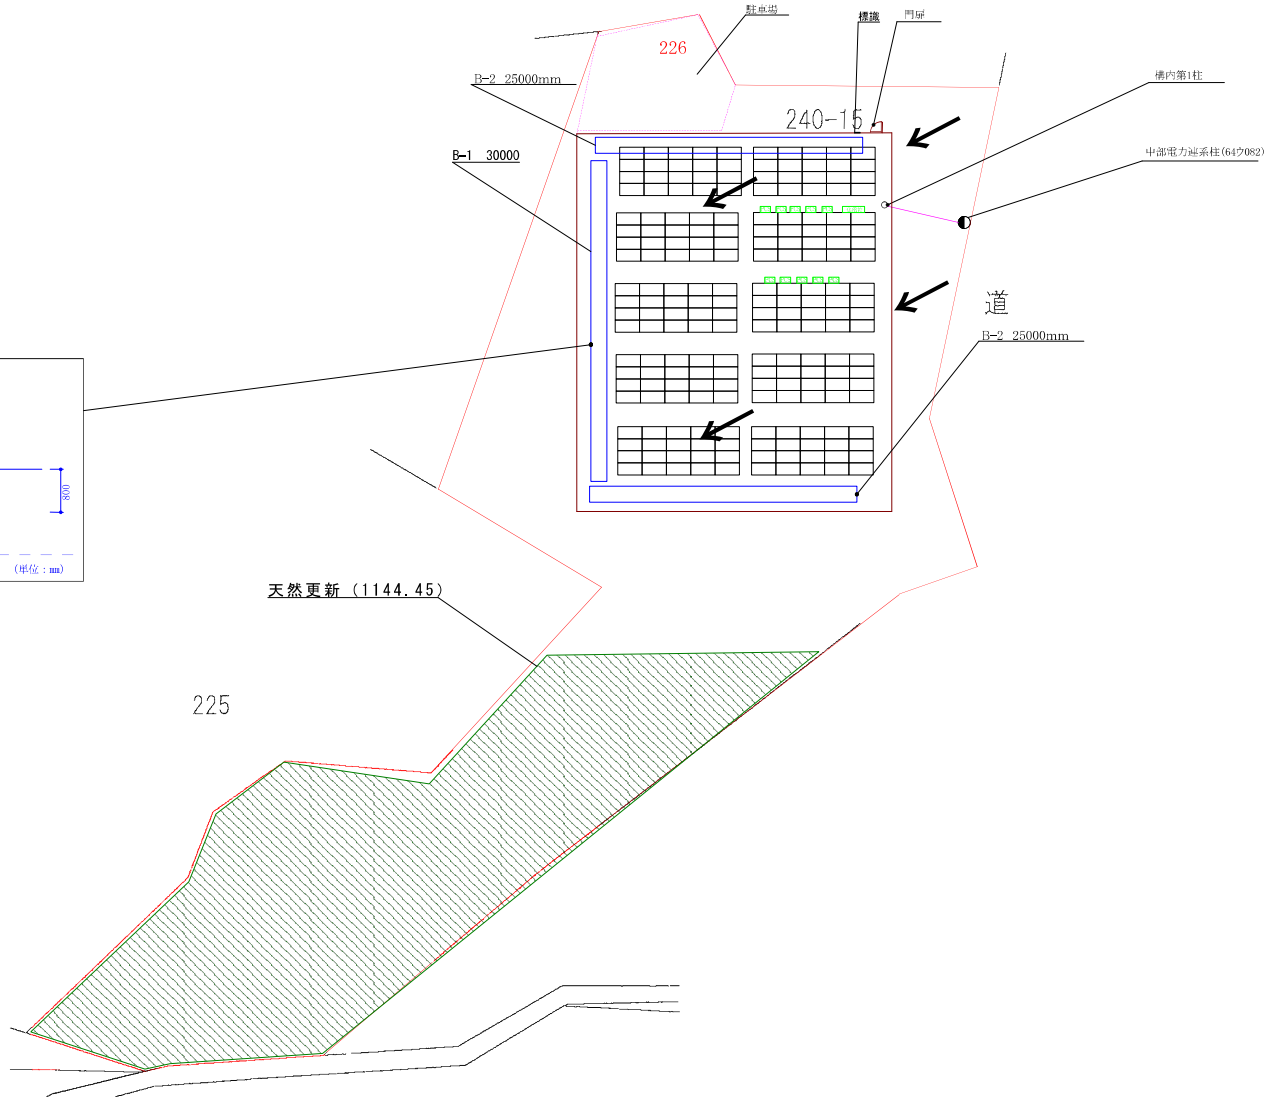 駐車場
標識
門扉
226
B-2 25000mm
構内第1柱
240-15
B-1 30000
中部電力連系柱(64ウ082)
道
B-2 25000mm
800
(単位：mm)
天然更新 (1144.45)
225